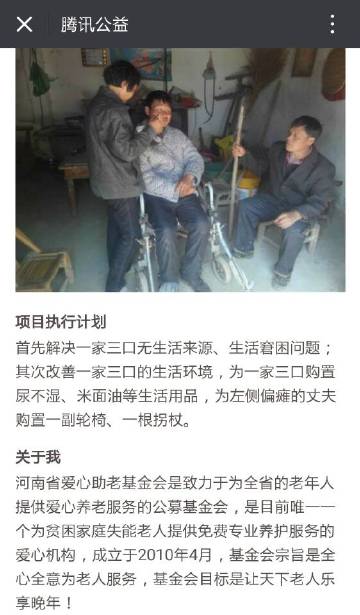 腾讯公益
项目执行计划
首先解决一家三口无生活来源、生活窘困问题；
其次改善一家三口的生活环境，为一家三口购置
尿不湿、米面油等生活用品，为左侧偏瘫的丈夫
购置一副轮椅、一根拐杖。
关于我
河南省爱心助老基金会是致力于为全省的老年人
提供爱心养老服务的公募基金会，是目前唯一一
个为贫困家庭失能老人提供免费专业养护服务的
爱心机构，成立于2010年4月，基金会宗旨是全
心全意为老人服务，基金会目标是让天下老人乐
享晚年！